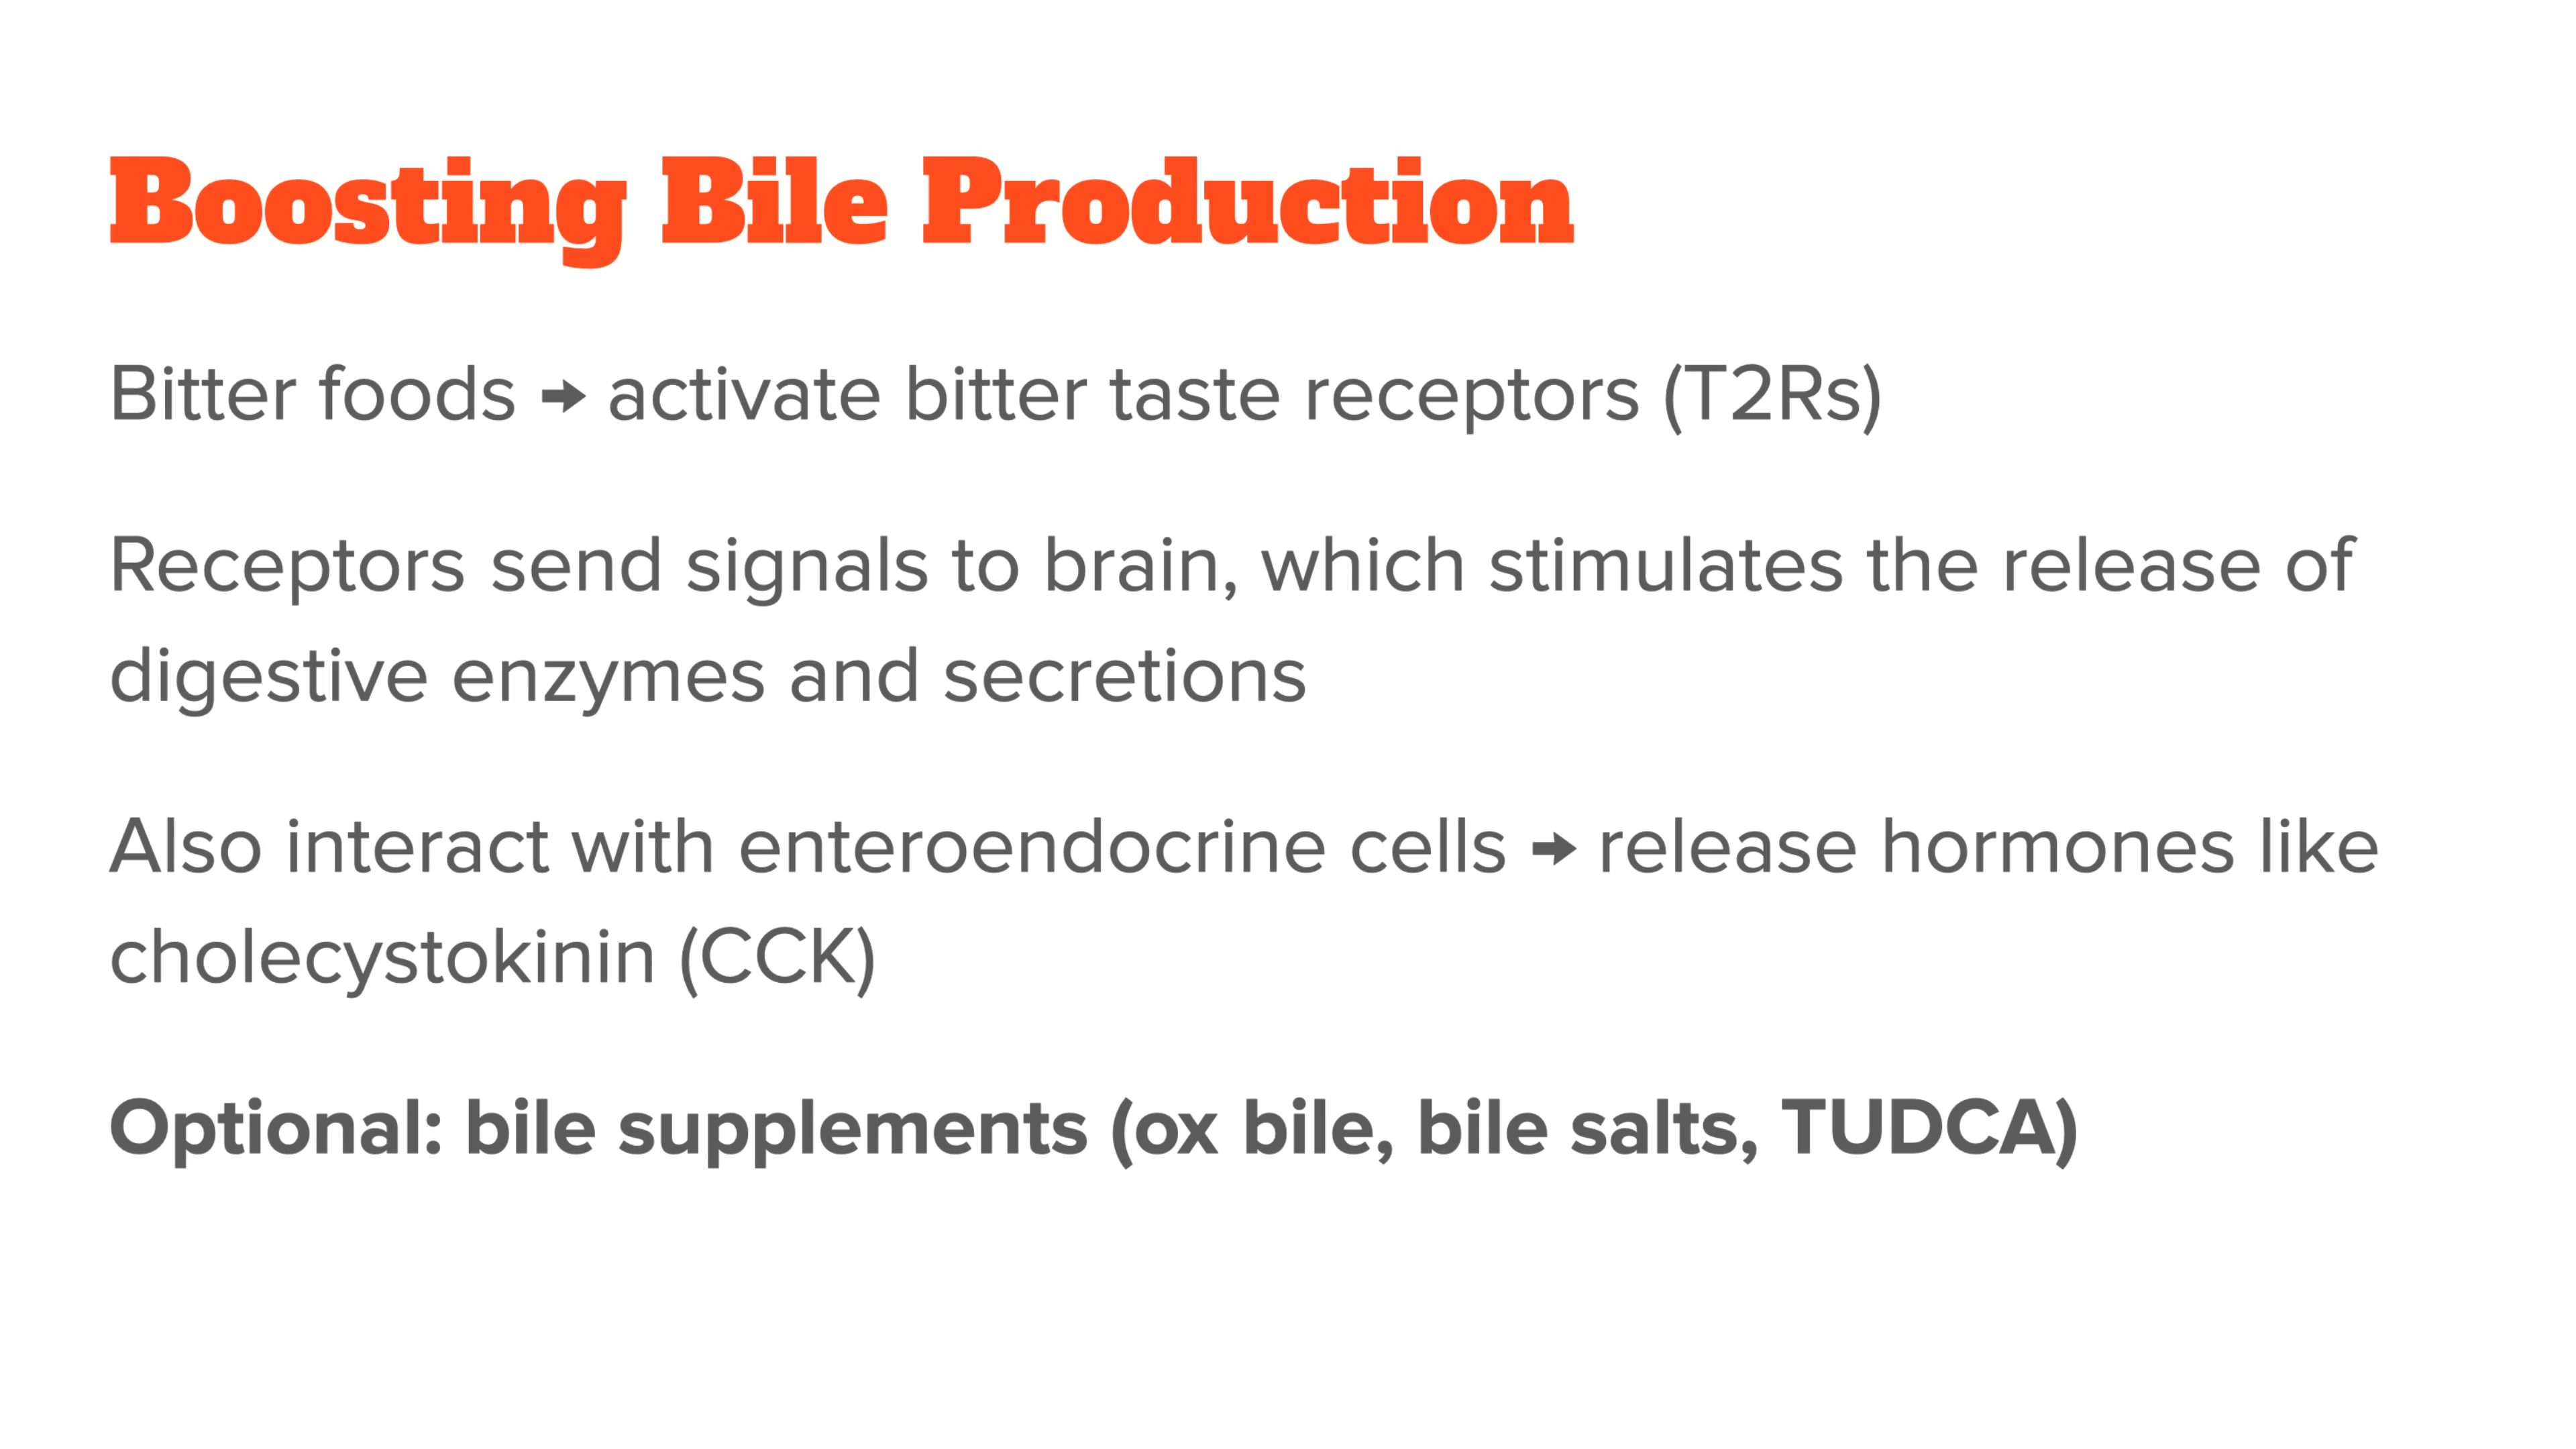 Boosting Bile Production
Bitter foods → activate bitter taste receptors (T2Rs)
Receptors send signals to brain, which stimulates the release of
digestive enzymes and secretions
Also interact with enteroendocrine cells → release hormones like
cholecystokinin (CCK)
Optional: bile supplements (ox bile, bile salts, TUDCA)